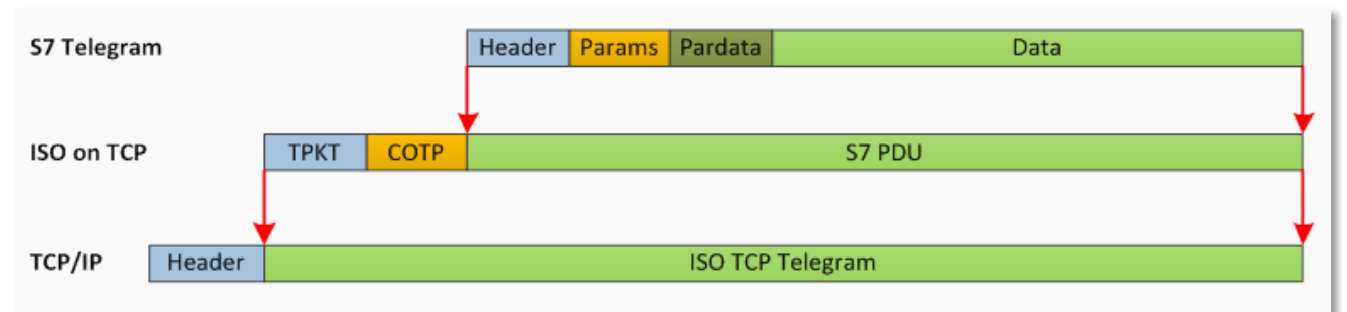 S7 Telegram Header Params Pardata Data
ISO on TCP TPKT COTP S7 PDU
TCP/IP Header ISO TCP Telegram